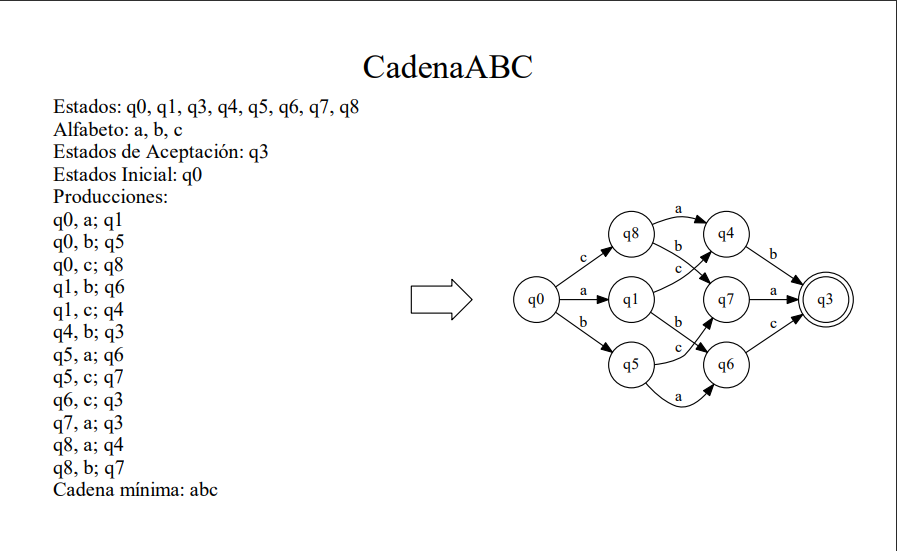 CadenaABC
Estados: q0, q1, q3, q4, q5, q6, q7, q8
Alfabeto: a, b, c
Estados de Aceptación: q3
Estados Inicial: q0
Producciones:
q0, a; q1
q0, b; q5
q0, c; q8
q1, b; q6
q1, c; q4
q4, b; q3
q5, a; q6
q5, c; q7
q6, c; q3
q7, a; q3
q8, a; q4
q8, b; q7
Cadena mínima: abc
a
q8
q4
b
b
c
c
q0
a
q1
q7
a
q3
b
b
c
c
q5
q6
a